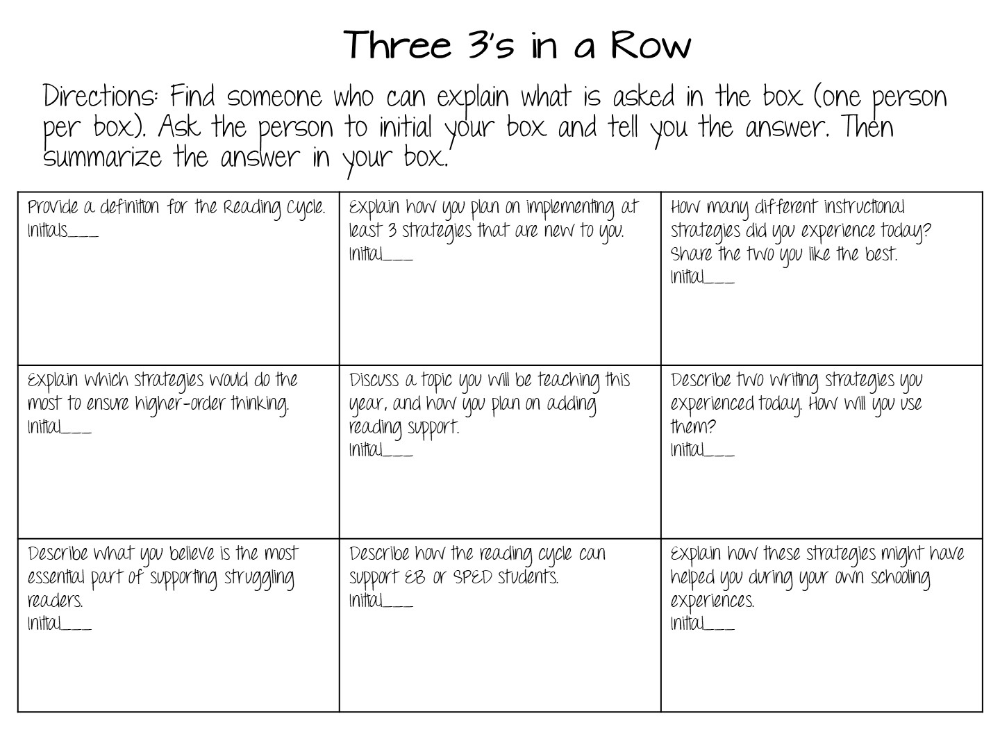 Three 3's in a Row
Directions: Find someone who can explain what is asked in the box (one person
per box). Ask the person to initial your box and tell you the answer. Then
summarize the answer in your box.
Provide a definition for the Reading Cycle.
Initials___
Explain how you plan on implementing at
least 3 strategies that are new to you.
Initial___
How many different instructional
strategies did you experience today?
Share the two you like the best.
Initial___
Explain which strategies would do the
most to ensure higher-order thinking.
Initial___
Discuss a topic you will be teaching this
year, and how you plan on adding
reading support.
Initial___
Describe two writing strategies you
experienced today. How will you use
them?
Initial___
Describe what you believe is the most
essential part of supporting struggling
readers.
Initial___
Describe how the reading cycle can
support EB or SPED students.
Initial___
Explain how these strategies might have
helped you during your own schooling
experiences.
Initial___